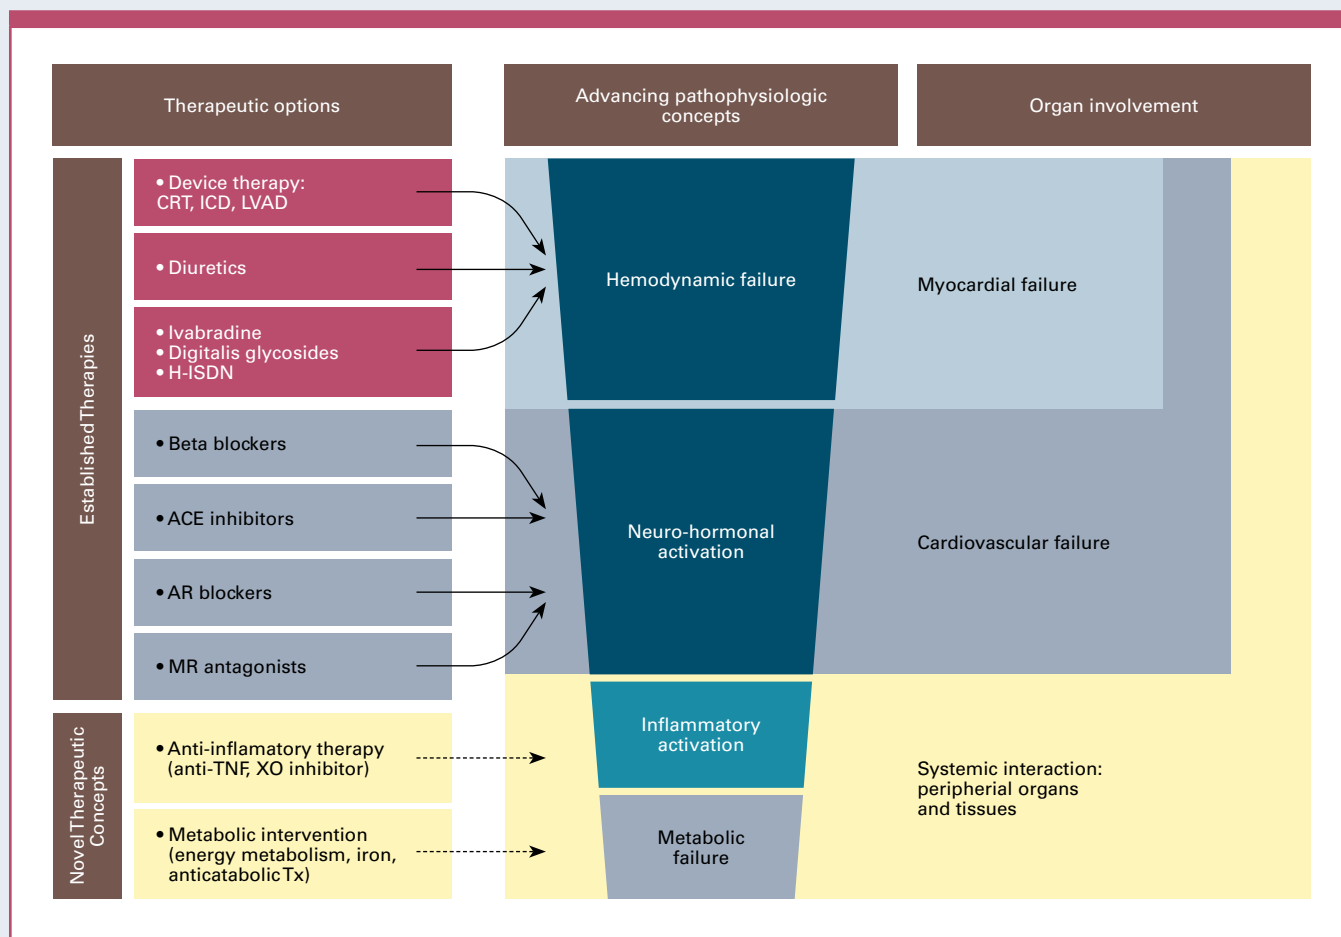 Therapeutic options
Advancing pathophysiologic
concepts
Organ involvement
Established Therapies
• Device therapy:
CRT, ICD, LVAD
• Diuretics
• Ivabradine
• Digitalis glycosides
• H-ISDN
• Beta blockers
• ACE inhibitors
• AR blockers
• MR antagonists
Novel Therapeutic
Concepts
• Anti-inflamatory therapy
(anti-TNF, XO inhibitor)
• Metabolic intervention
(energy metabolism, iron,
anticatabolic Tx)
Hemodynamic failure
Neuro-hormonal
activation
Inflammatory
activation
Metabolic
failure
Myocardial failure
Cardiovascular failure
Systemic interaction:
peripherial organs
and tissues